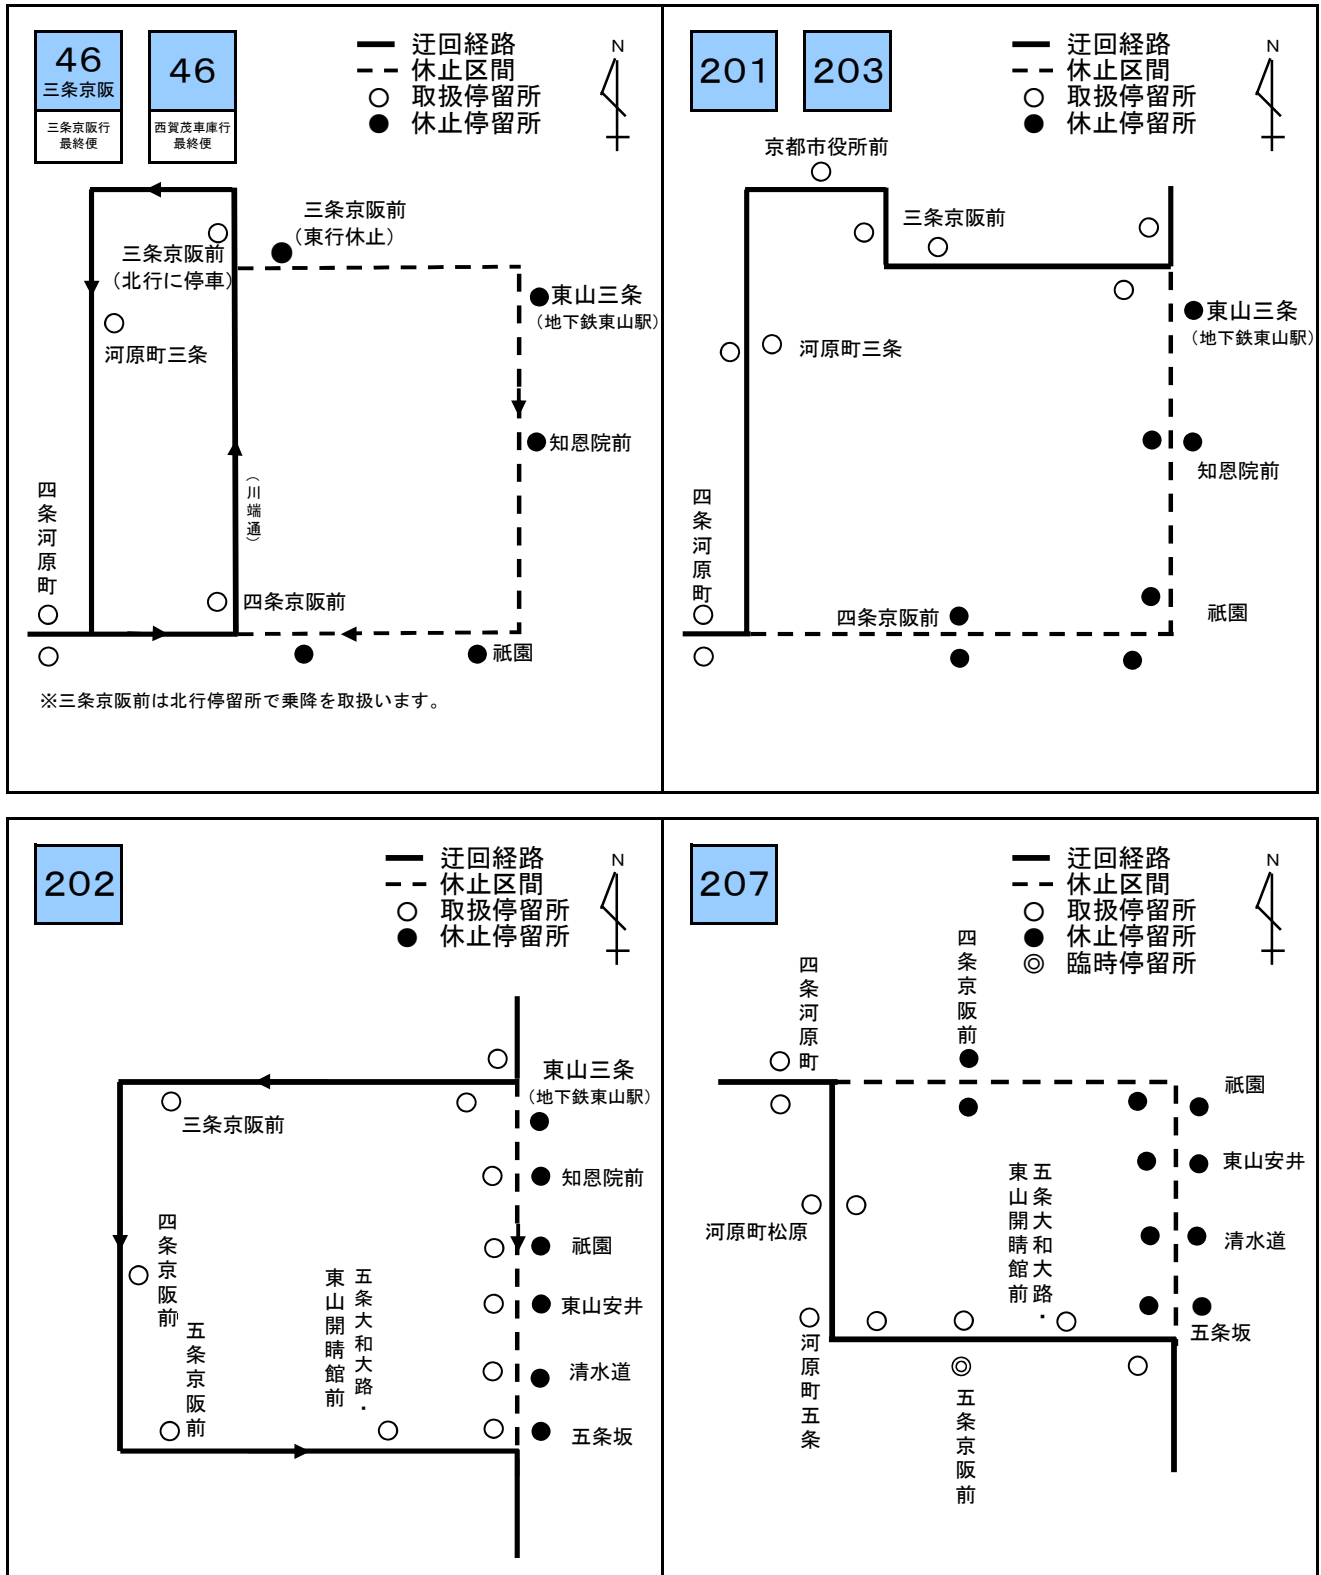 46
三条京阪
三条京阪行
最終便
46
西賀茂車庫行
最終便
迂回経路
休止区間
取扱停留所
休止停留所
N
三条京阪前
(東行休止)
三条京阪前
(北行に停車)
東山三条
(地下鉄東山駅)
河原町三条
知恩院前
四条河原町
(川端通)
四条京阪前
祇園
※三条京阪前は北行停留所で乗降を取扱います。
201
203
迂回経路
休止区間
取扱停留所
休止停留所
N
京都市役所前
三条京阪前
東山三条
(地下鉄東山駅)
河原町三条
知恩院前
四条河原町
四条京阪前
祇園
202
迂回経路
休止区間
取扱停留所
休止停留所
N
東山三条
(地下鉄東山駅)
三条京阪前
知恩院前
四条京阪前
祇園
五条大和大路・
東山開睛館前
東山安井
五条京阪前
清水道
五条坂
207
迂回経路
休止区間
取扱停留所
休止停留所
臨時停留所
N
四条京阪前
四条河原町
祇園
東山安井
五条大和大路・
東山開睛館前
河原町松原
清水道
五条坂
河原町五条
五条京阪前